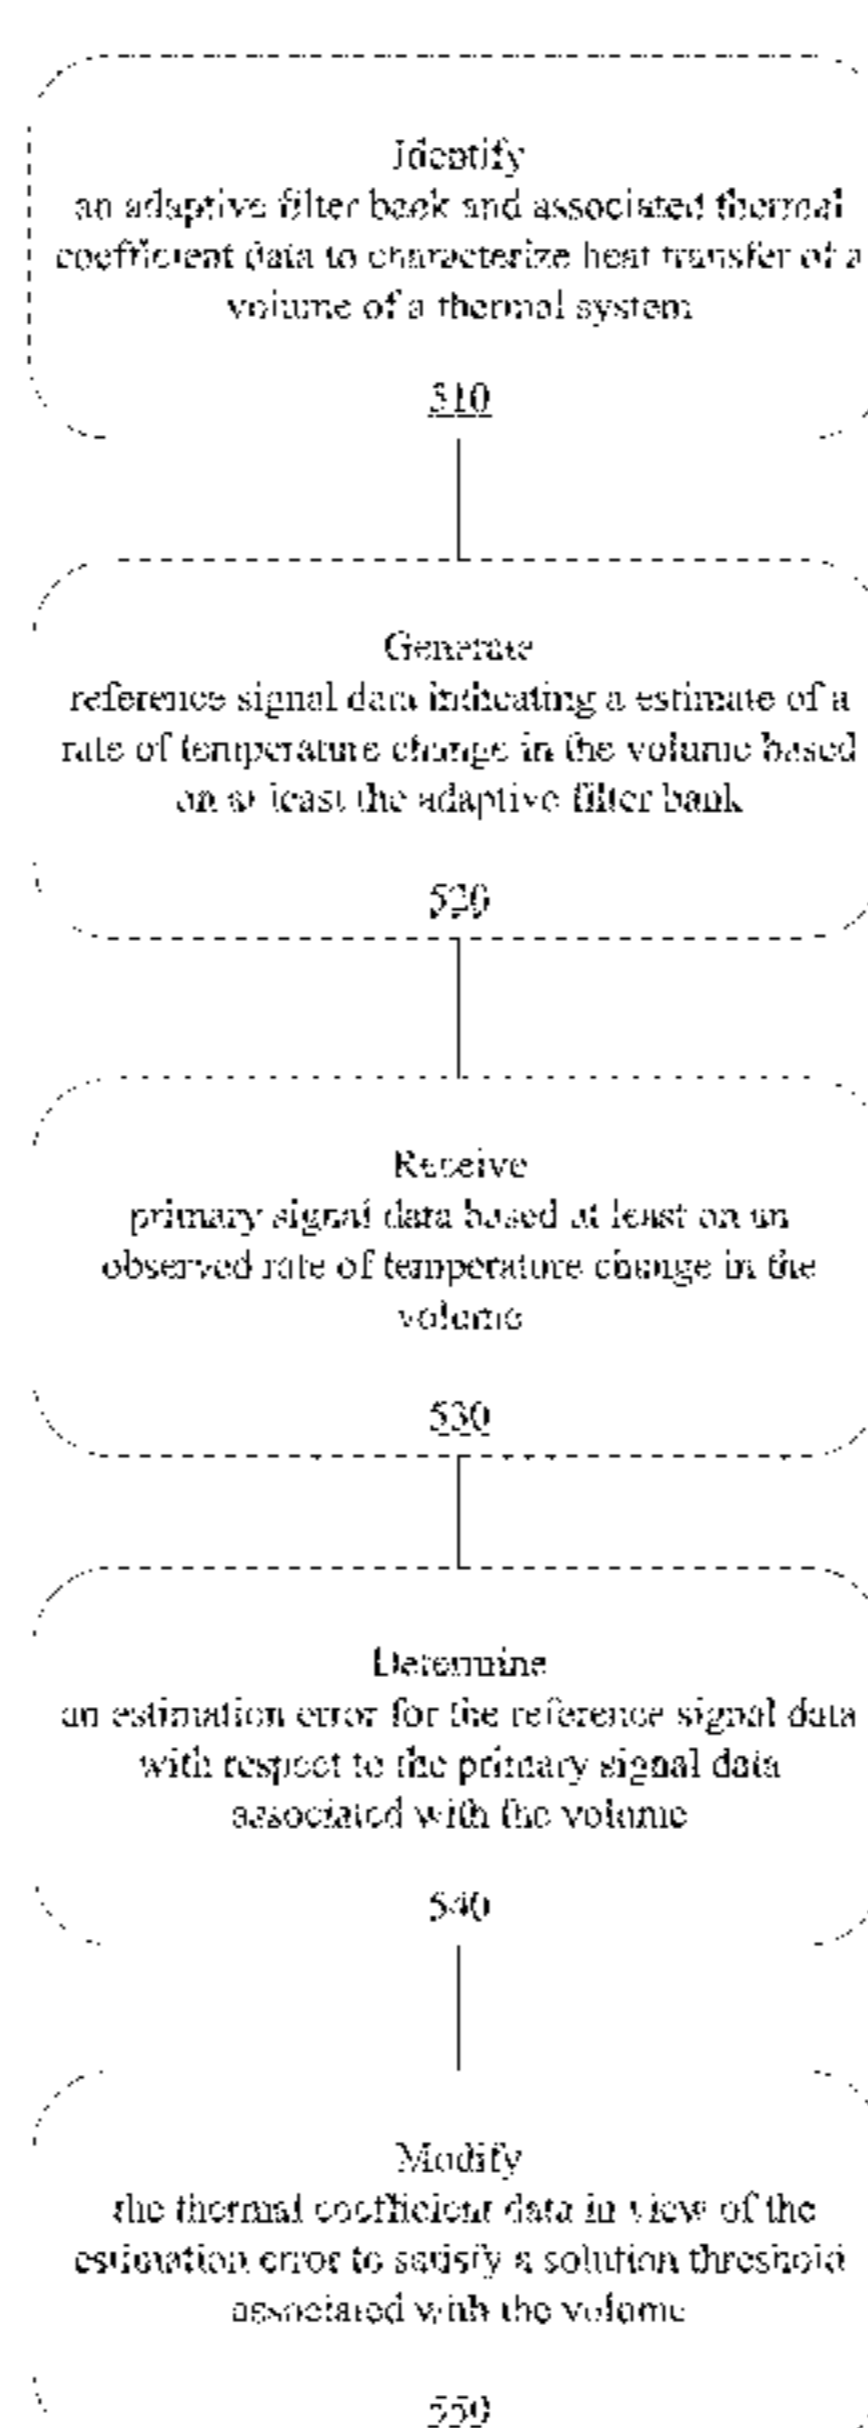 Identify
an adaptive filter bank and associated thermal
coefficient data to characterize heat transfer of a
volume of a thermal system
510
Generate
reference signal data indicating a estimate of a
rate of temperature change in the volume based
on at least the adaptive filter bank
520
Receive
primary signal data based at least on an
observed rate of temperature change in the
volume
530
Determine
an estimation error for the reference signal data
with respect to the primary signal data
associated with the volume
540
Modify
the thermal coefficient data in view of the
estimation error to satisfy a solution threshold
associated with the volume
550